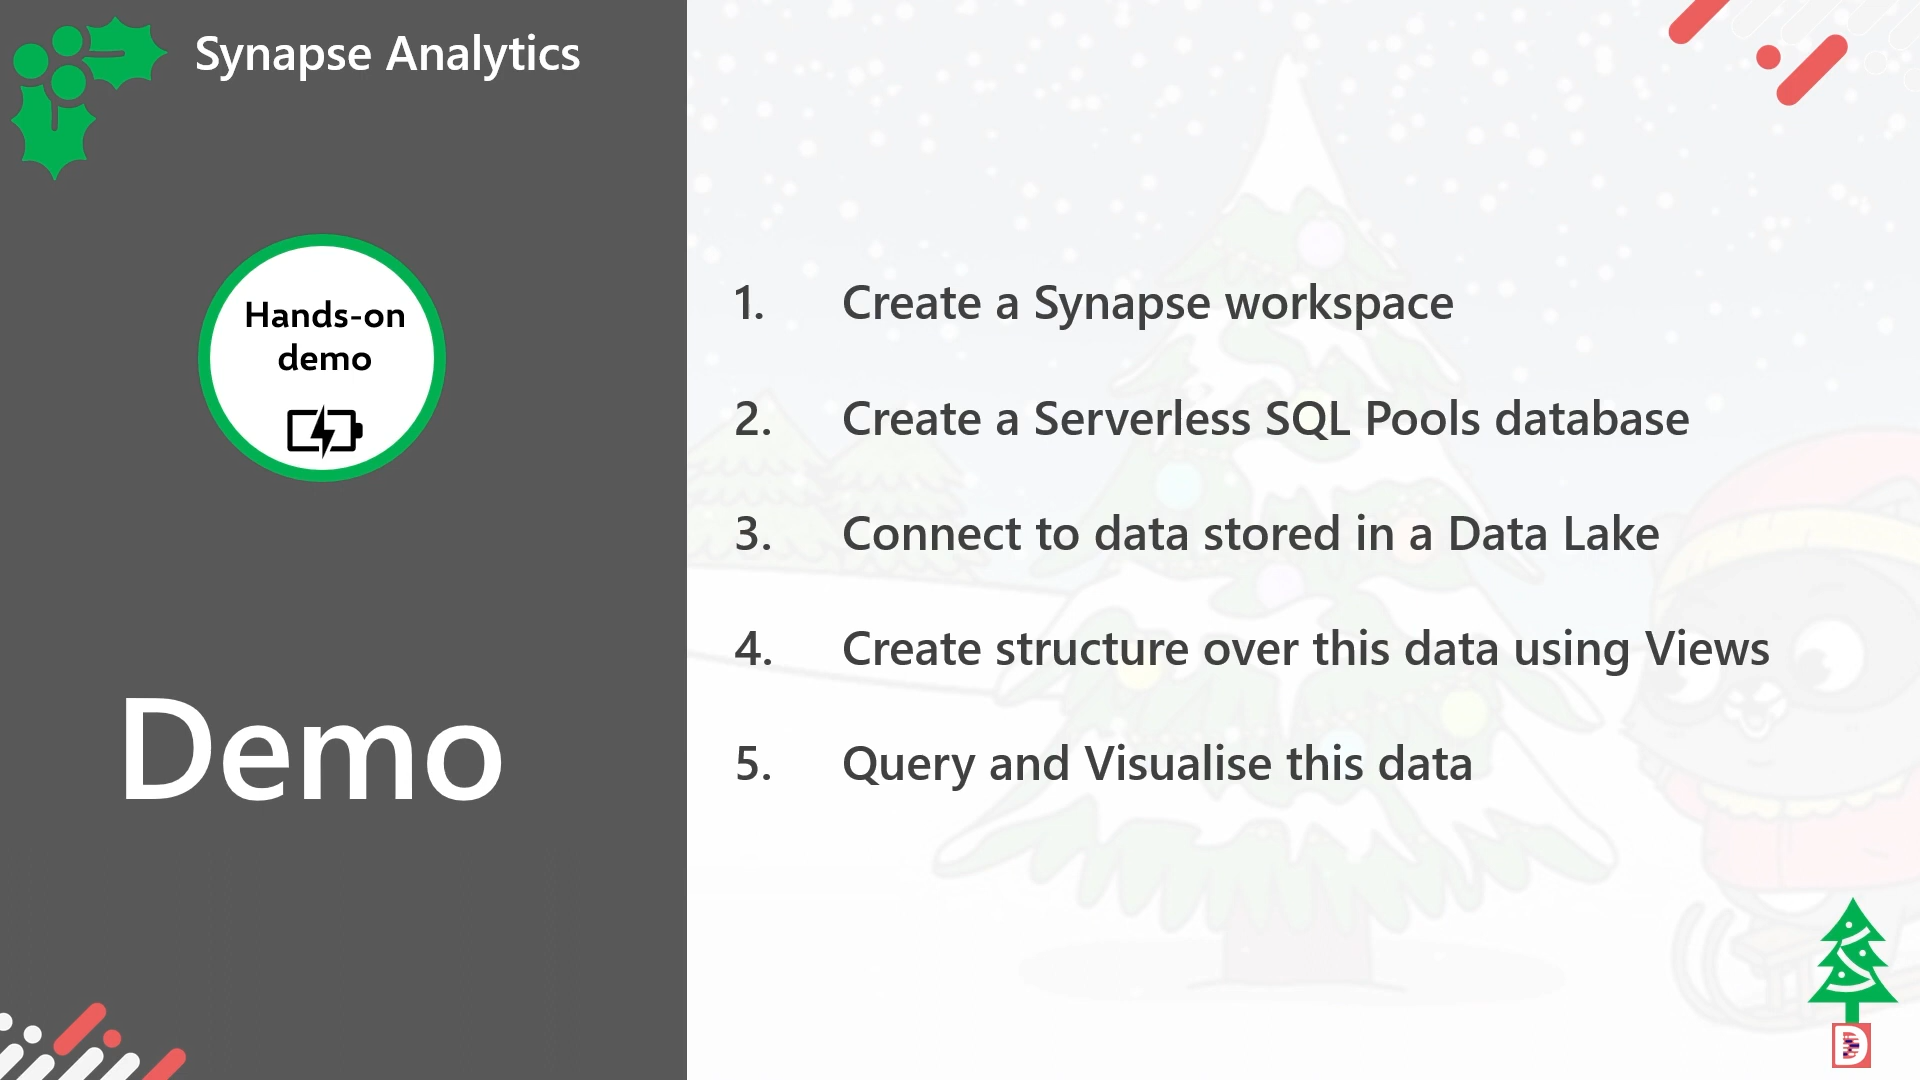 Synapse Analytics
Hands-on
demo
Demo
1. Create a Synapse workspace
2. Create a Serverless SQL Pools database
3. Connect to data stored in a Data Lake
4. Create structure over this data using Views
5. Query and Visualise this data
D